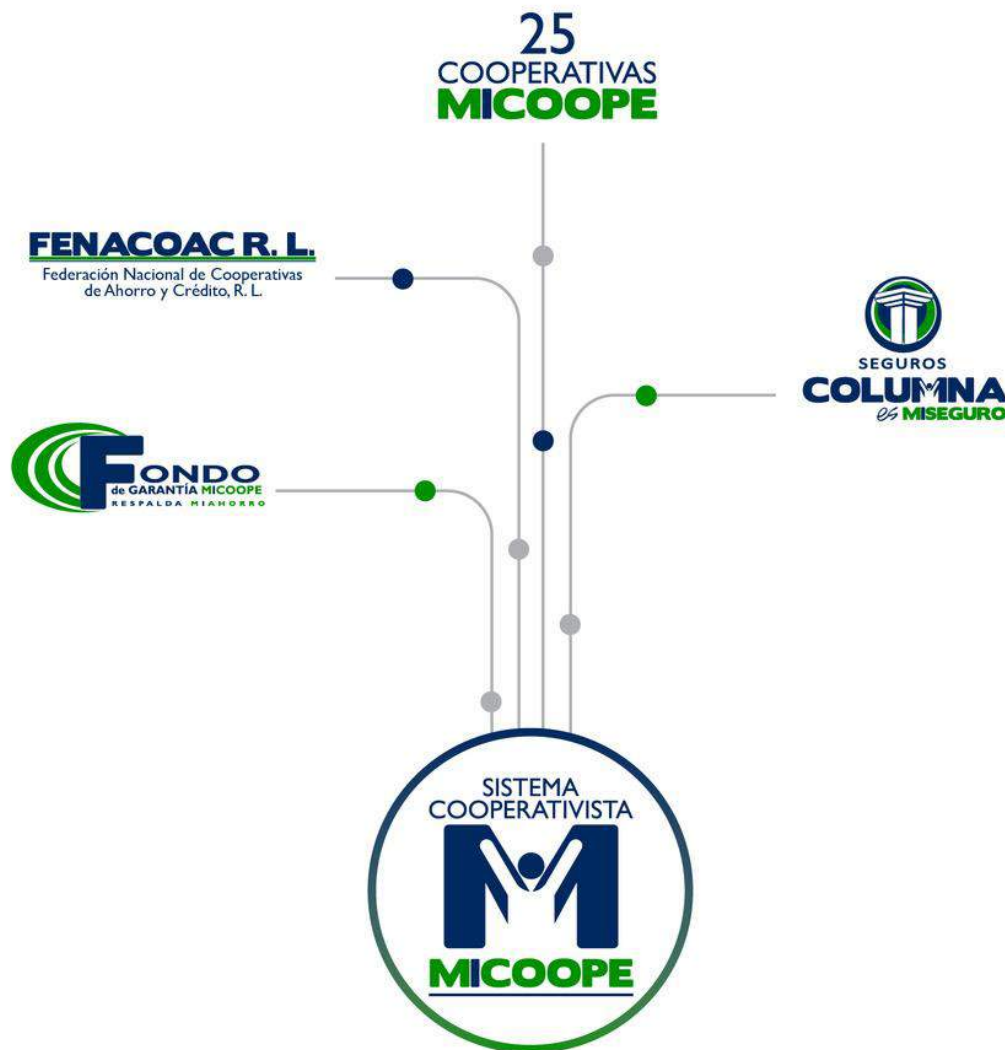 25
COOPERATIVAS
MICOOPE
FENACOAC R. L.
Federación Nacional de Cooperativas
de Ahorro y Crédito, R. L.
SEGUROS
COLUMNA
es MISEGURO
FONDO
de GARANTÍA MICOOPE
RESPALDA MIAHORRO
SISTEMA
COOPERATIVISTA
M
MICOOPE